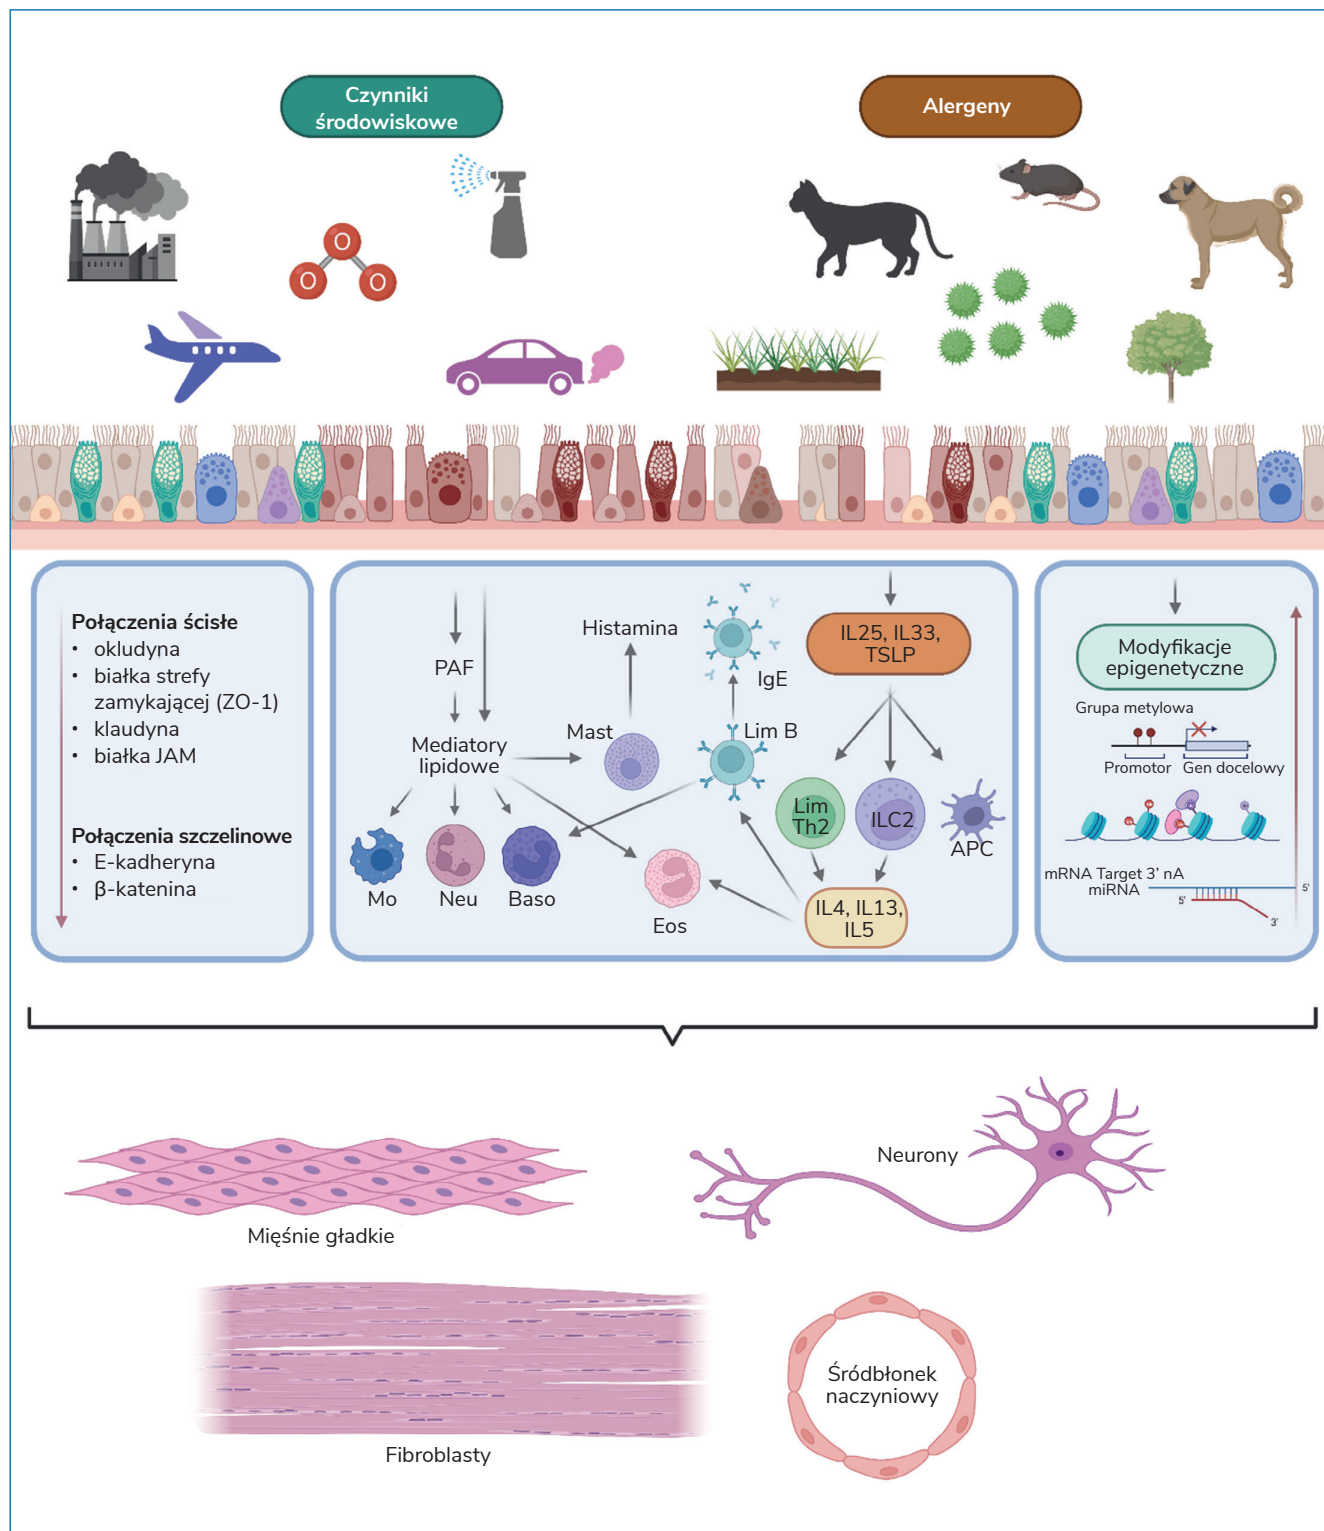 Czynniki
środowiskowe
Alergeny
O
O
O
Połączenia ścisłe
• okludyna
• białka strefy
zamykającej (ZO-1)
• klaudyna
• białka JAM
Połączenia szczelinowe
• E-kadheryna
• β-katenina
PAF
Mediatory
lipidowe
Histamina
Mast
IgE
Lim B
IL25, IL33,
TSLP
Lim
Th2
ILC2
APC
Mo
Neu
Baso
Eos
IL4, IL13,
IL5
Modyfikacje
epigenetyczne
Grupa metylowa
Promotor
Gen docelowy
mRNA Target 3’ nA
miRNA
5’
5’
3’
Mięśnie gładkie
Neurony
Fibroblasty
Śródbłonek
naczyniowy